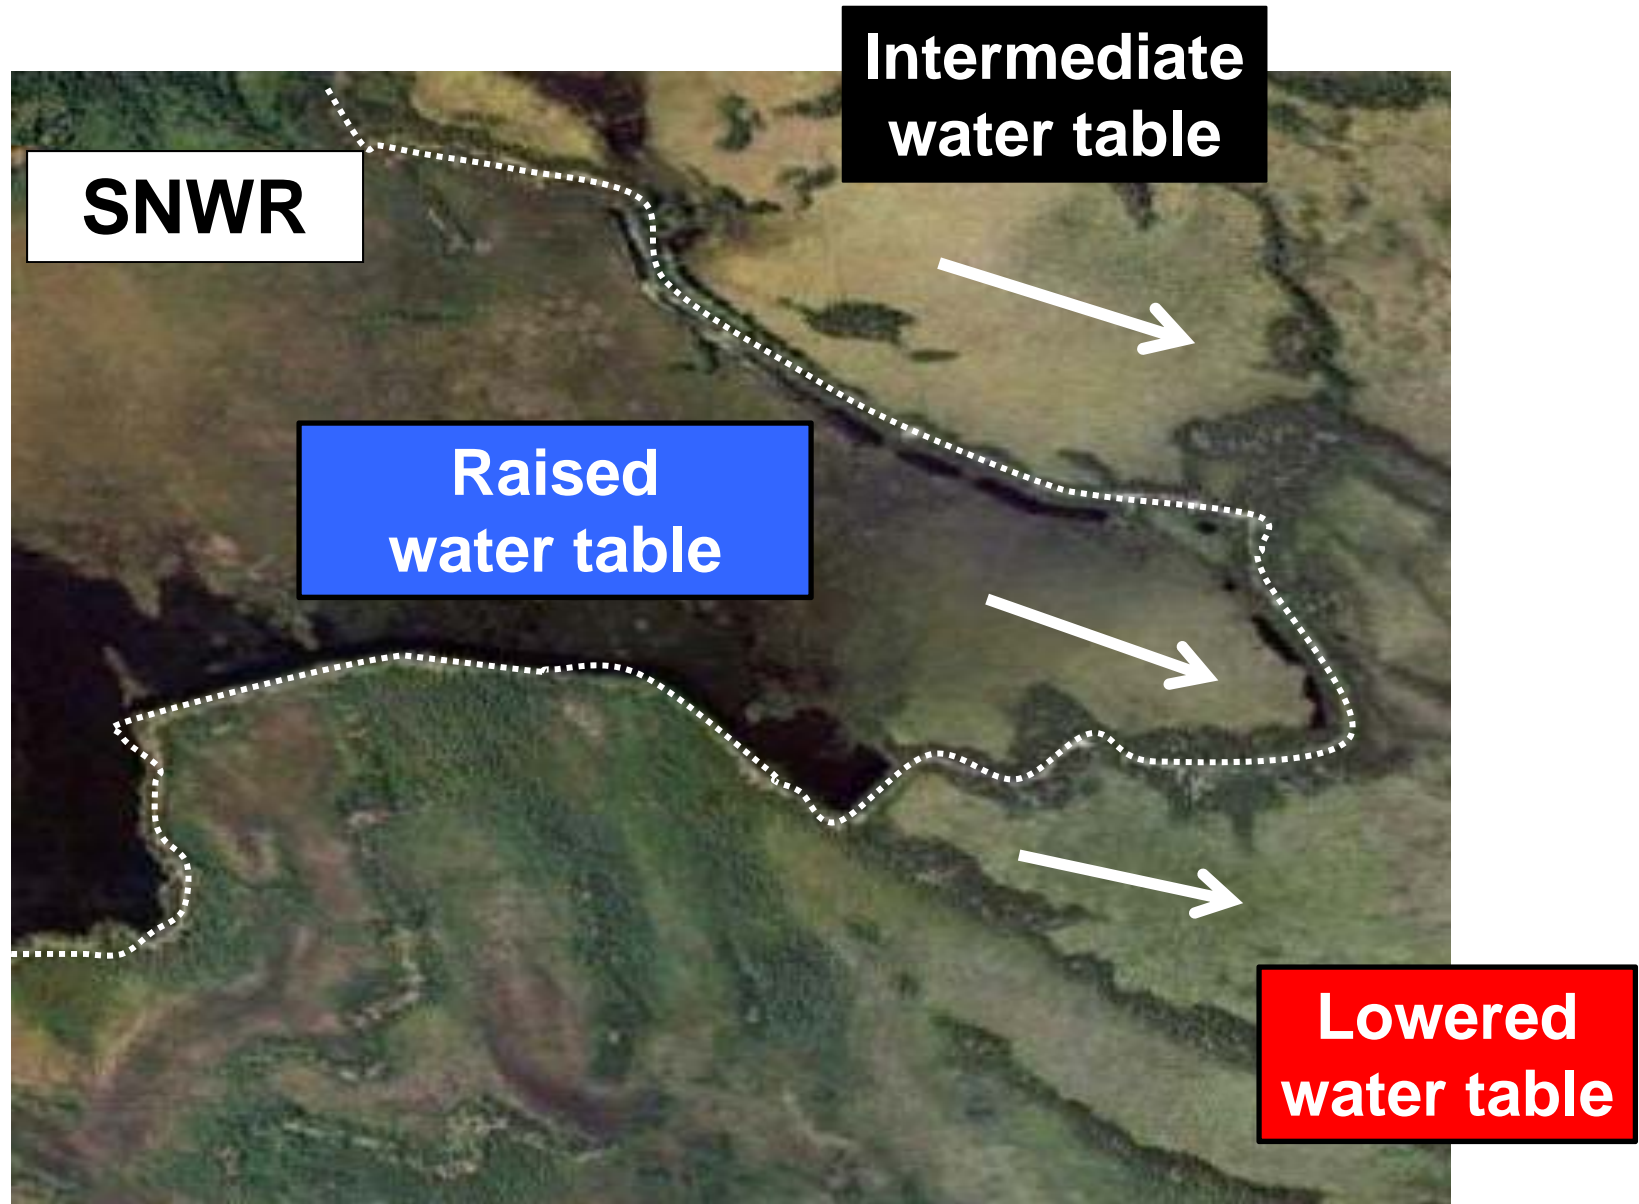 Intermediate
water table
SNWR
Raised
water table
Lowered
water table